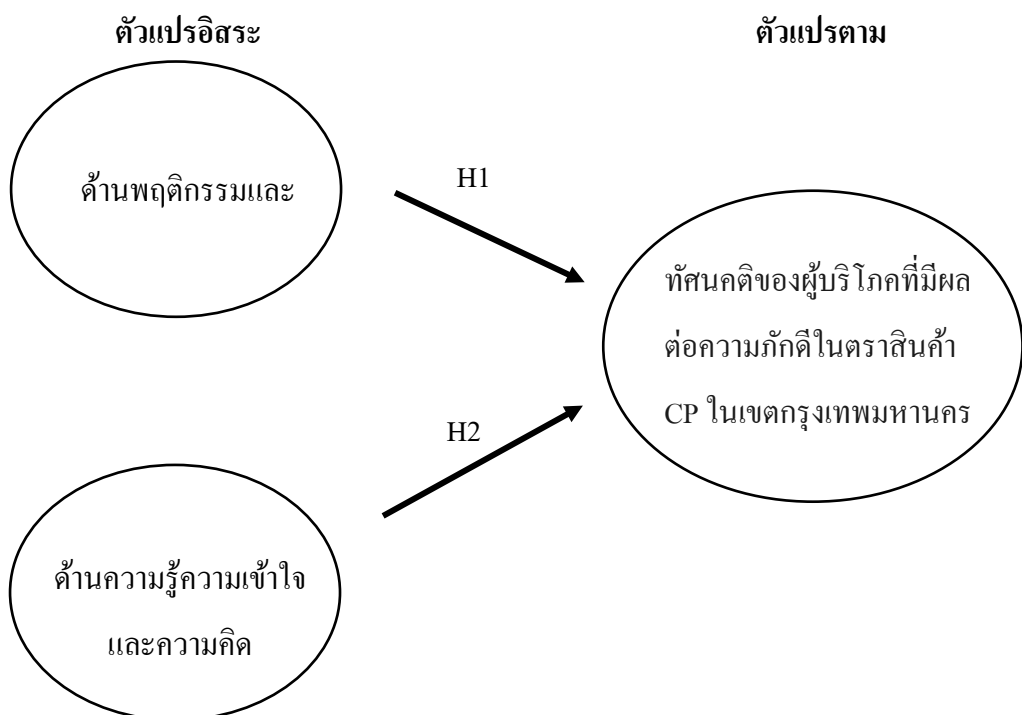 ตัวแปรอิสระ
ตัวแปรตาม
ด้านพฤติกรรมและ
H1
ทัศนคติของผู้บริโภคที่มีผล
ต่อความภักดีในตราสินค้า
CP ในเขตกรุงเทพมหานคร
H2
ด้านความรู้ความเข้าใจ
และความคิด